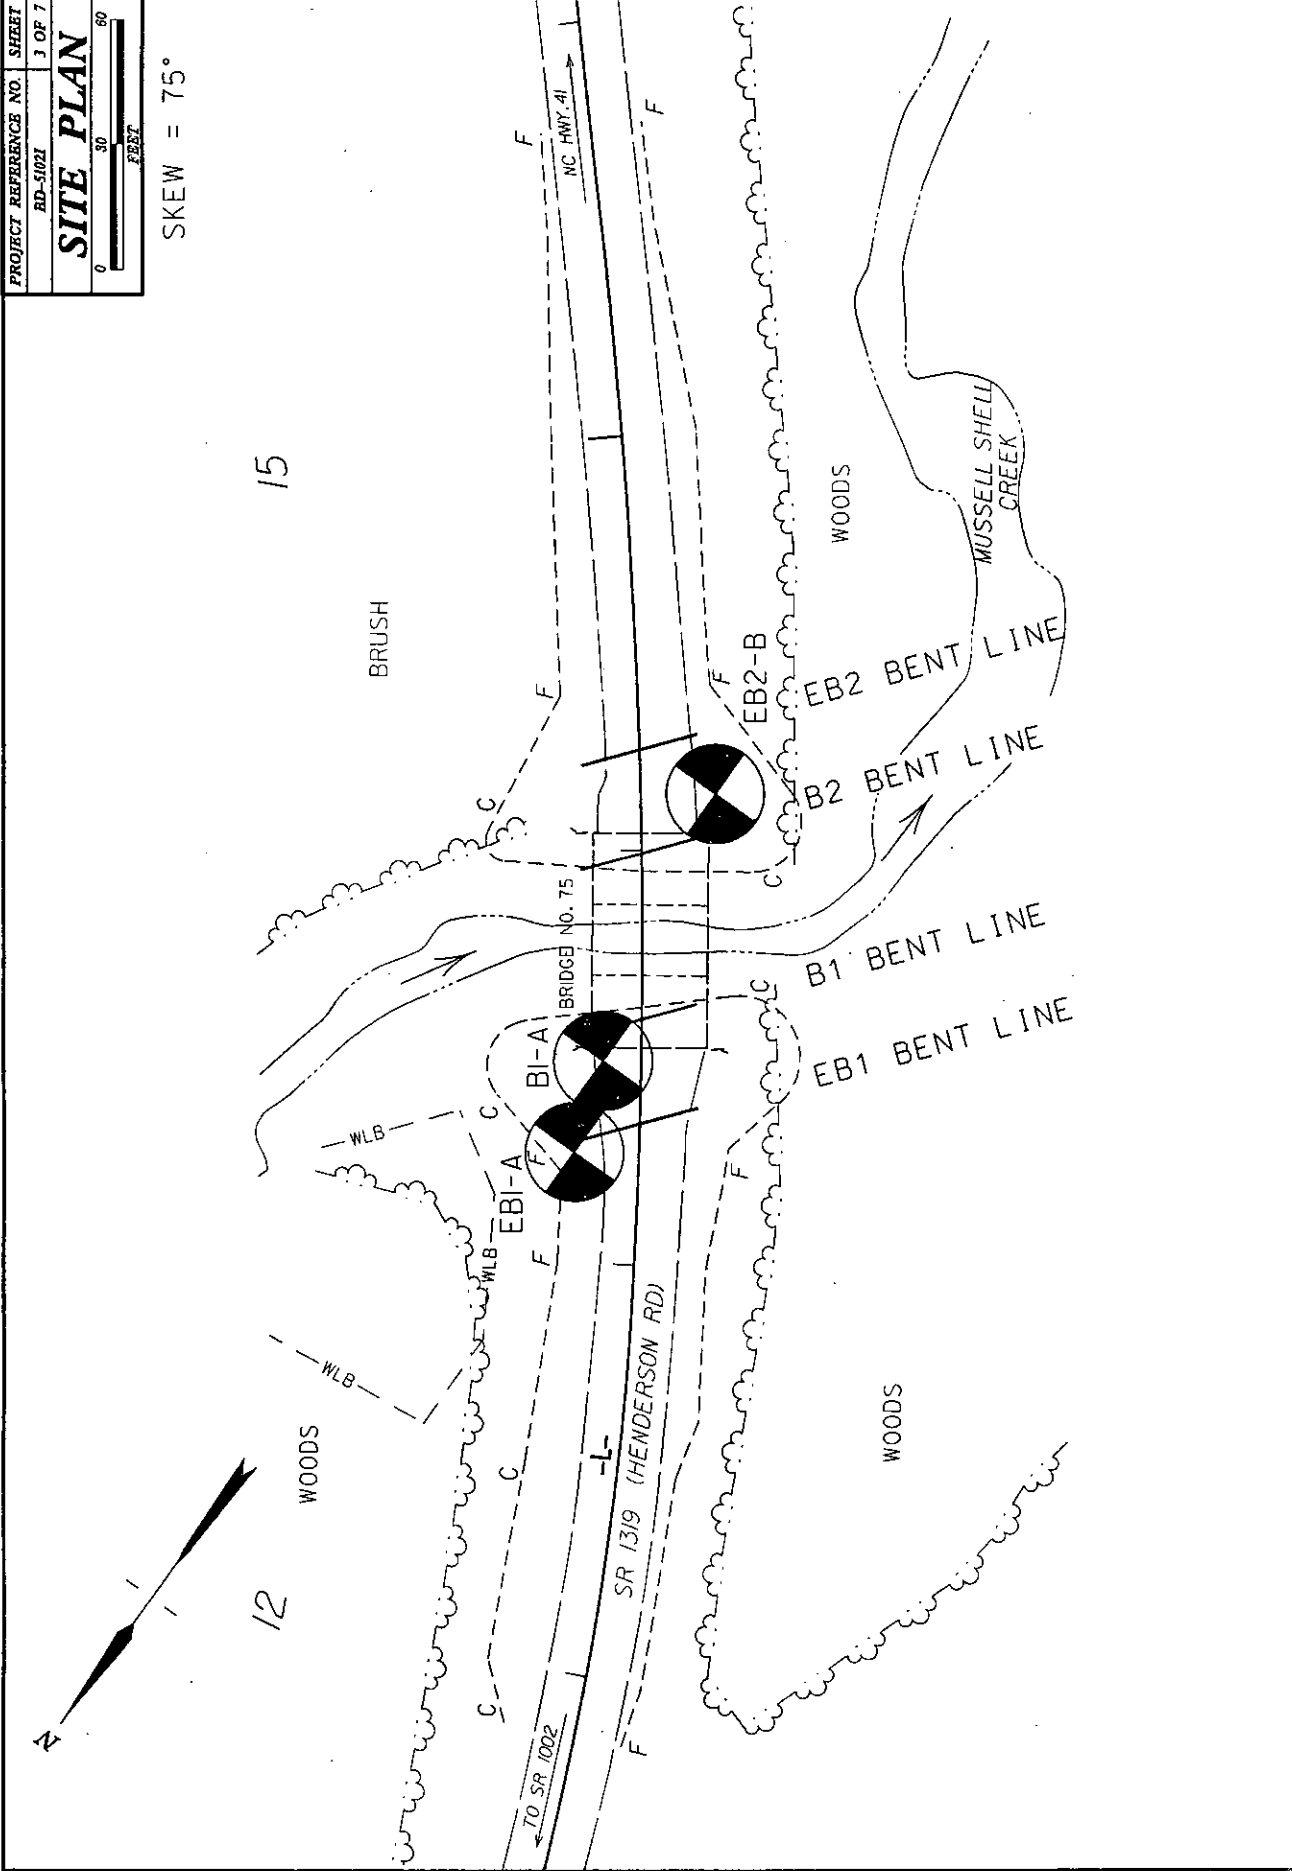 PROJECT REFERENCE NO. SHEET
BD-5102I 3 OF 7
SITE PLAN
0 30 60
FEET
SKEW = 75°
15
BRUSH
F
F
NC HWY. 41
WOODS
MUSSELL SHELL
CREEK
F
F
C
C
EB2-B
EB2 BENT LINE
B2 BENT LINE
BRIDGE NO. 75
B1 BENT LINE
EB1 BENT LINE
B1-A
EB1-A
C
C
F
F
F
WLB
WLB
WLB
WOODS
12
N
C
C
-L-
SR 1319 (HENDERSON RD)
F
TO SR 1002
WOODS